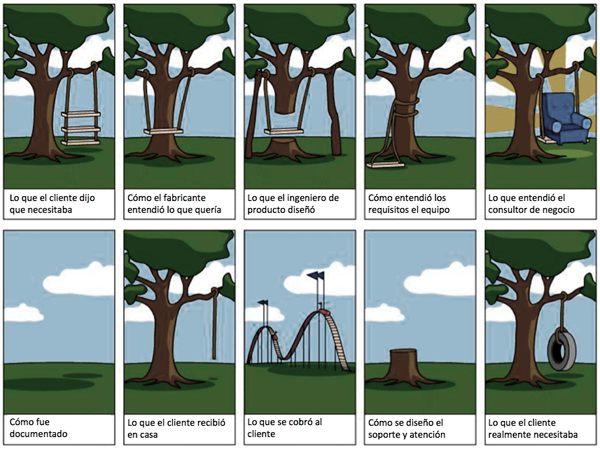 Lo que el cliente dijo
que necesitaba
Cómo el fabricante
entendió lo que quería
Lo que el ingeniero de
producto diseñó
Cómo entendió los
requisitos el equipo
Lo que entendió el
consultor de negocio
Cómo fue
documentado
Lo que el cliente recibió
en casa
Lo que se cobró al
cliente
Cómo se diseño el
soporte y atención
Lo que el cliente
realmente necesitaba